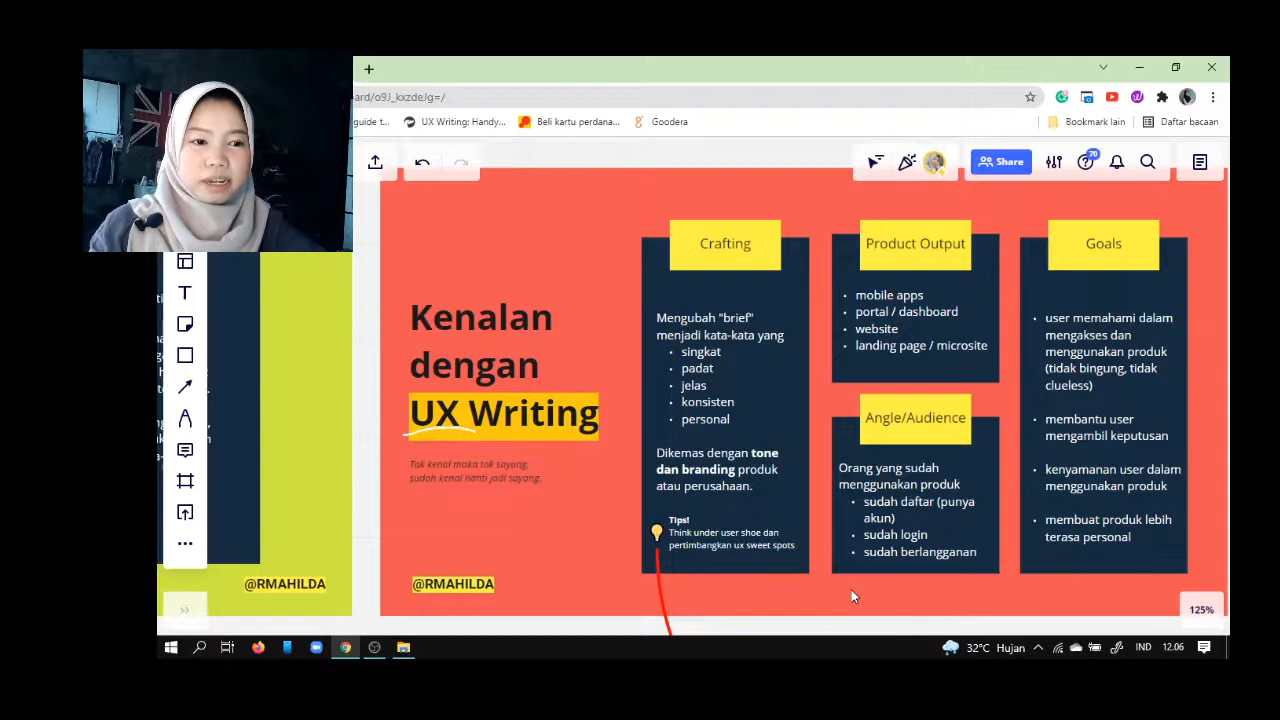 ard/o9J_kxzdeJg=/
guide t...
UX Writing: Handy...
Beli kartu perdana...
Goodera
Bookmark lain
Daftar bacaan
Share
70
Kenalan
dengan
UX Writing
Tak kenal maka tak sayang,
sudah kenal nanti jadi sayang.
@RMAHILDA
Crafting
Mengubah "brief"
menjadi kata-kata yang
• singkat
• padat
• jelas
• konsisten
• personal
Dikemas dengan tone
dan branding produk
atau perusahaan.
Tips!
Think under user shoe dan
pertimbangkan ux sweet spots
Product Output
• mobile apps
• portal / dashboard
• website
• landing page / microsite
Angle/Audience
Orang yang sudah
menggunakan produk
• sudah daftar (punya
akun)
• sudah login
• sudah berlangganan
Goals
• user memahami dalam
mengakses dan
menggunakan produk
(tidak bingung, tidak
clueless)
• membantu user
mengambil keputusan
• kenyamanan user dalam
menggunakan produk
• membuat produk lebih
terasa personal
@RMAHILDA
125%
32°C Hujan
IND
12.06